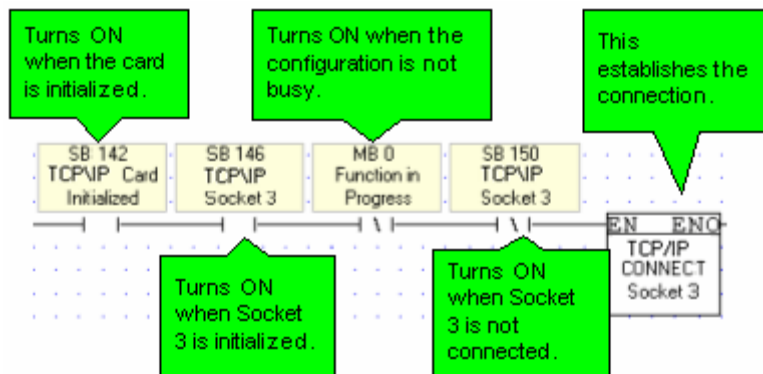 Turns ON
when the card
is initialized.
Turns ON when the
configuration is not
busy.
This
establishes the
connection.
SB 142
TCP\IP Card
Initialized
SB 146
TCP\IP
Socket 3
MB 0
Function in
Progress
SB 150
TCP\IP
Socket 3
EN ENO
TCP/IP
CONNECT
Socket 3
Turns ON
when Socket
3 is initialized.
Turns ON
when Socket
3 is not
connected.